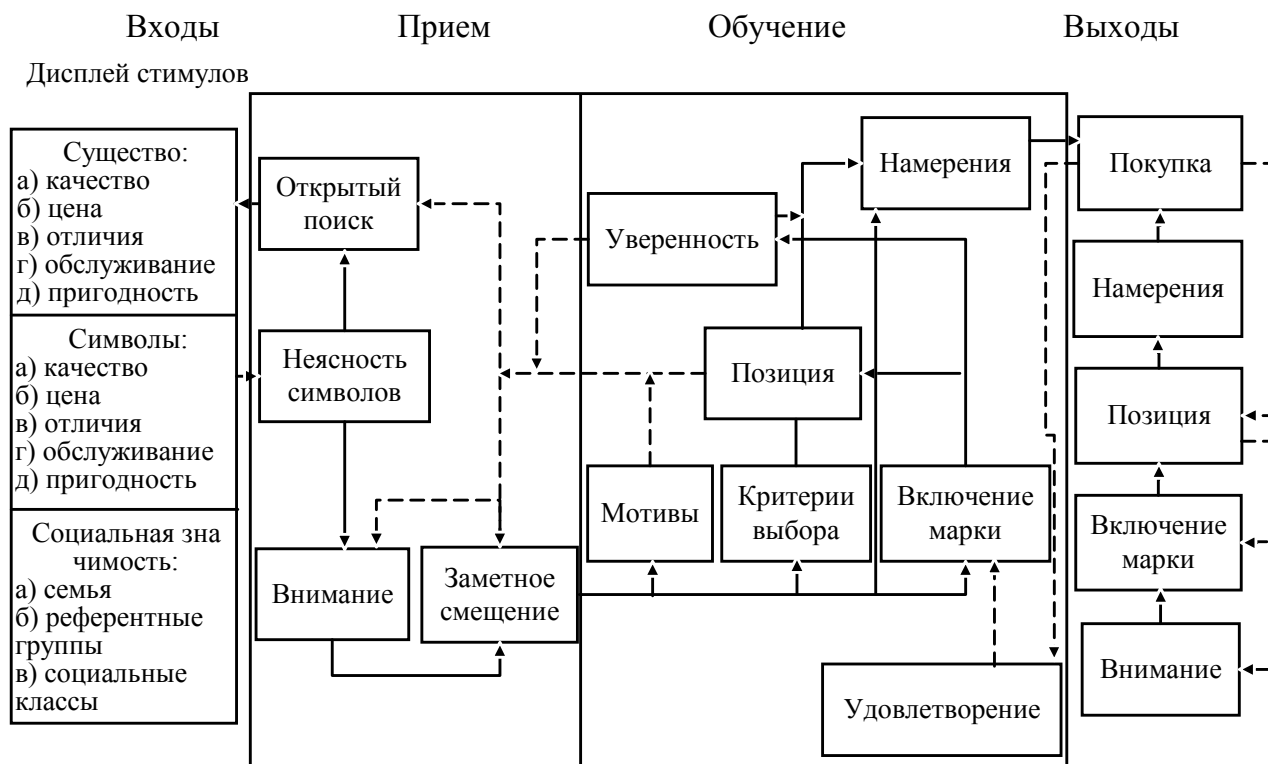 Входы Прием Обучение Выходы
Дисплей стимулов
Существо:
а) качество
б) цена
в) отличия
г) обслуживание
д) пригодность
Символы:
а) качество
б) цена
в) отличия
г) обслуживание
д) пригодность
Социальная зна
чимость:
а) семья
б) референтные
группы
в) социальные
классы
Открытый
поиск
Неясность
символов
Внимание
Заметное
смещение
Намерения
Уверенность
Позиция
Мотивы
Критерии
выбора
Включение
марки
Удовлетворение
Покупка
Намерения
Позиция
Включение
марки
Внимание